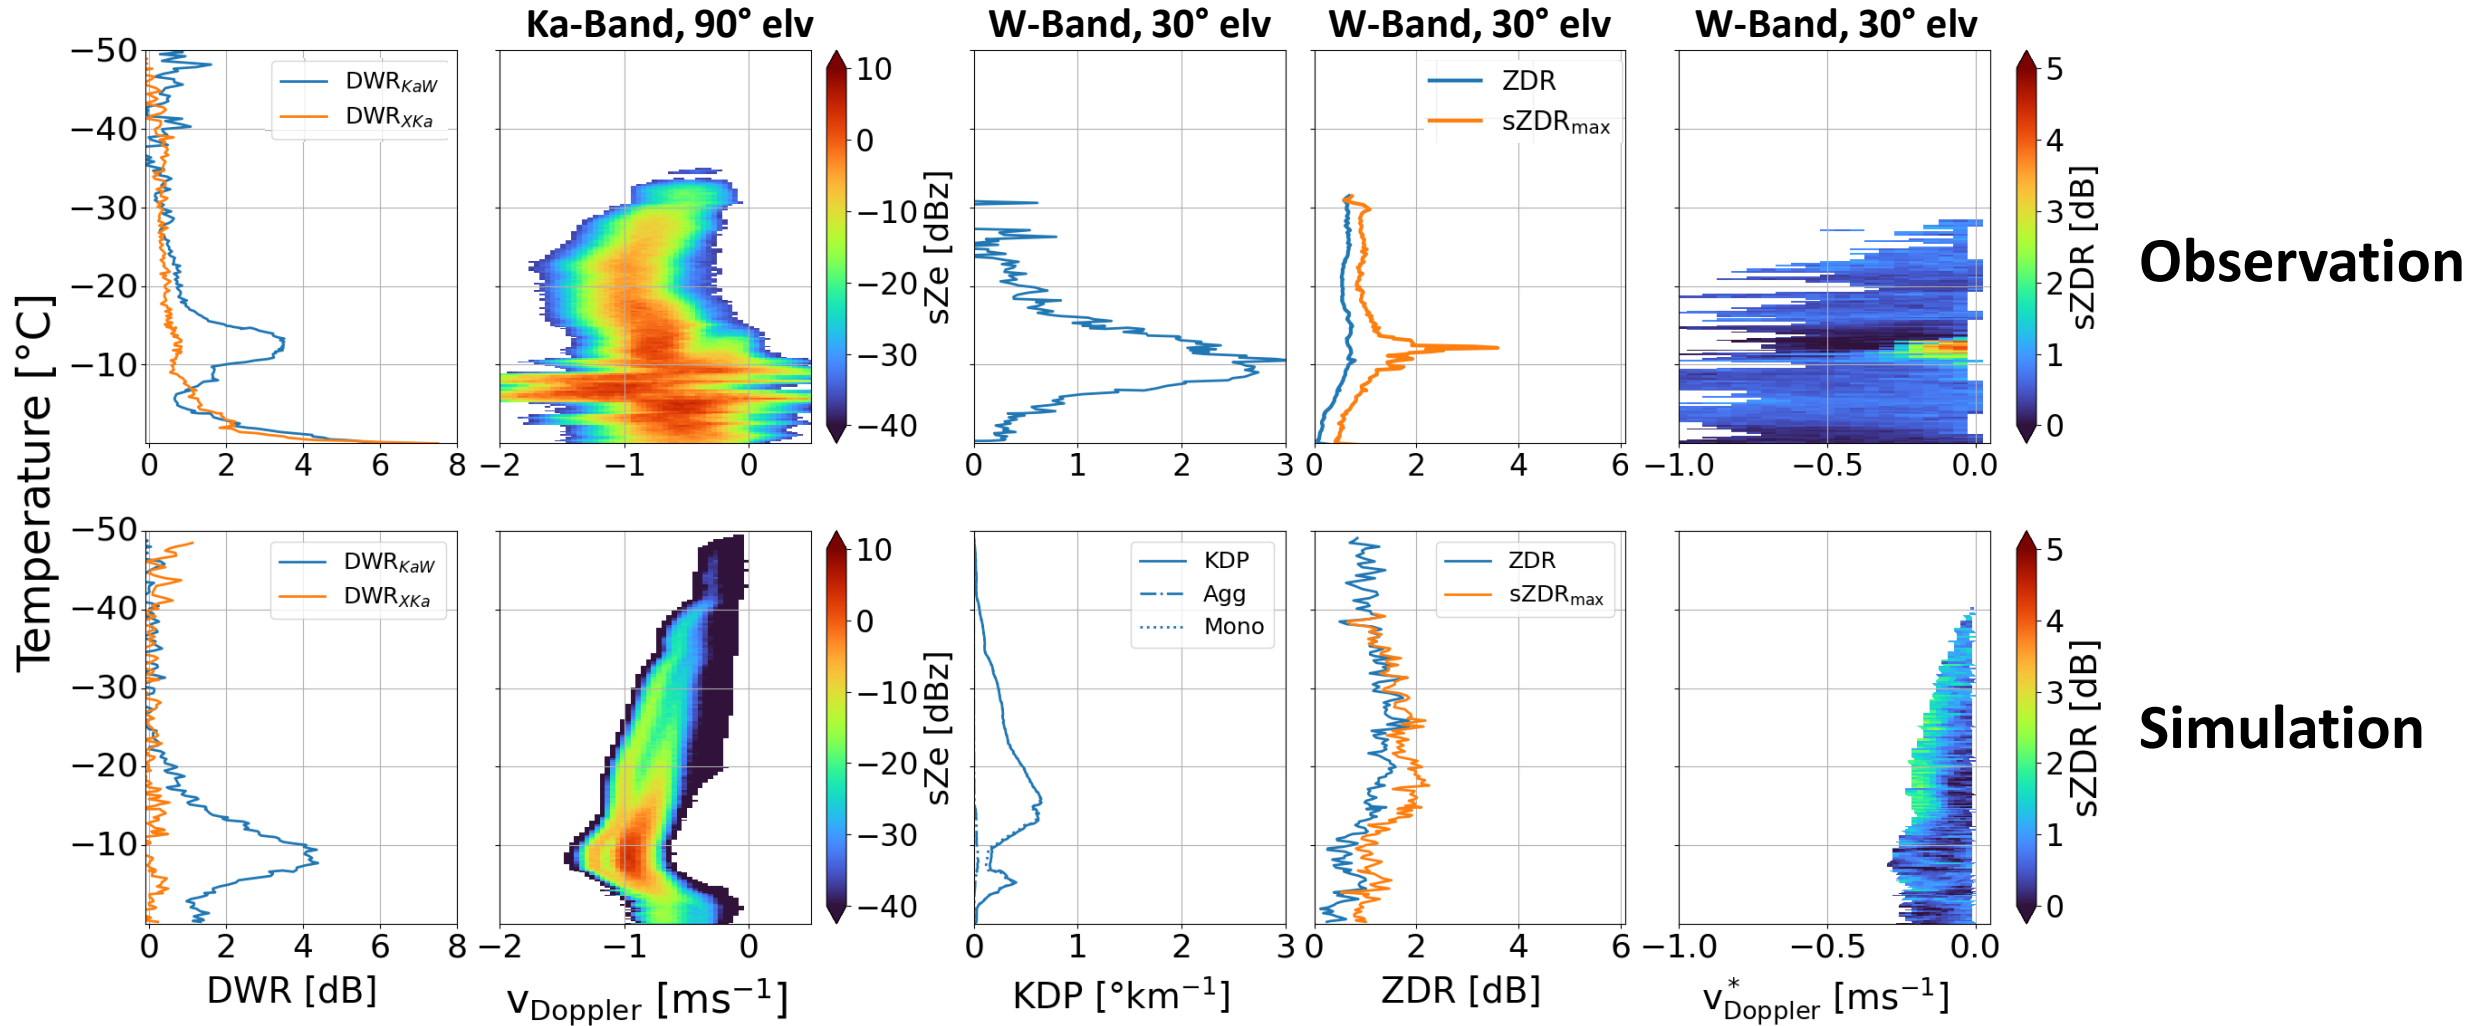 Ka-Band, 90° elv
W-Band, 30° elv
W-Band, 30° elv
W-Band, 30° elv
Temperature [°C]
−50
−40
−30
−20
−10
DWR_KaW
DWR_XKa
0 2 4 6 8
−2 −1 0
10
0
−10
−20
−30
−40
sZe [dBz]
0 1 2 3
ZDR
sZDR_max
0 2 4 6
−1.0 −0.5 0.0
5
4
3
2
1
0
sZDR [dB]
Observation
−50
−40
−30
−20
−10
DWR_KaW
DWR_XKa
0 2 4 6 8
DWR [dB]
−2 −1 0
v_Doppler [ms⁻¹]
10
0
−10
−20
−30
−40
sZe [dBz]
KDP
Agg
Mono
0 1 2 3
KDP [°km⁻¹]
ZDR
sZDR_max
0 2 4 6
ZDR [dB]
−1.0 −0.5 0.0
v*_Doppler [ms⁻¹]
5
4
3
2
1
0
sZDR [dB]
Simulation